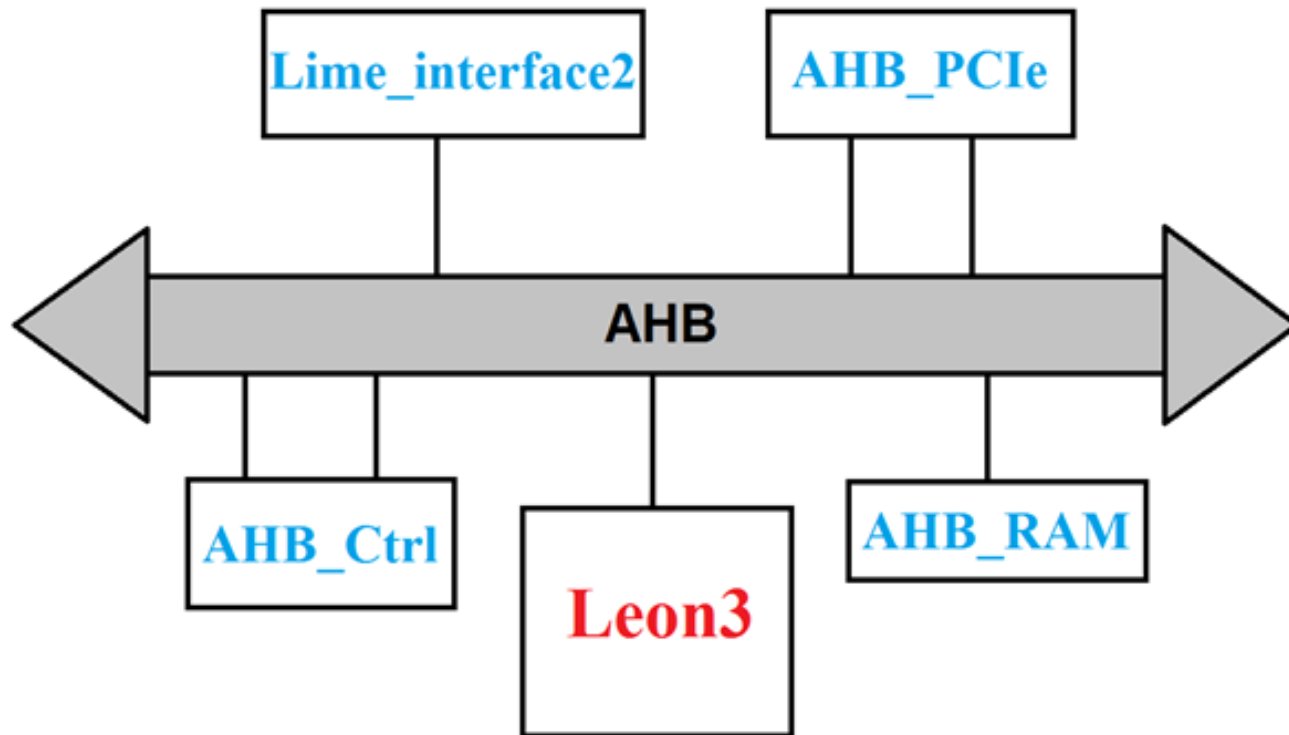 Lime_interface2
AHB_PCIe
AHB
AHB_Ctrl
Leon3
AHB_RAM